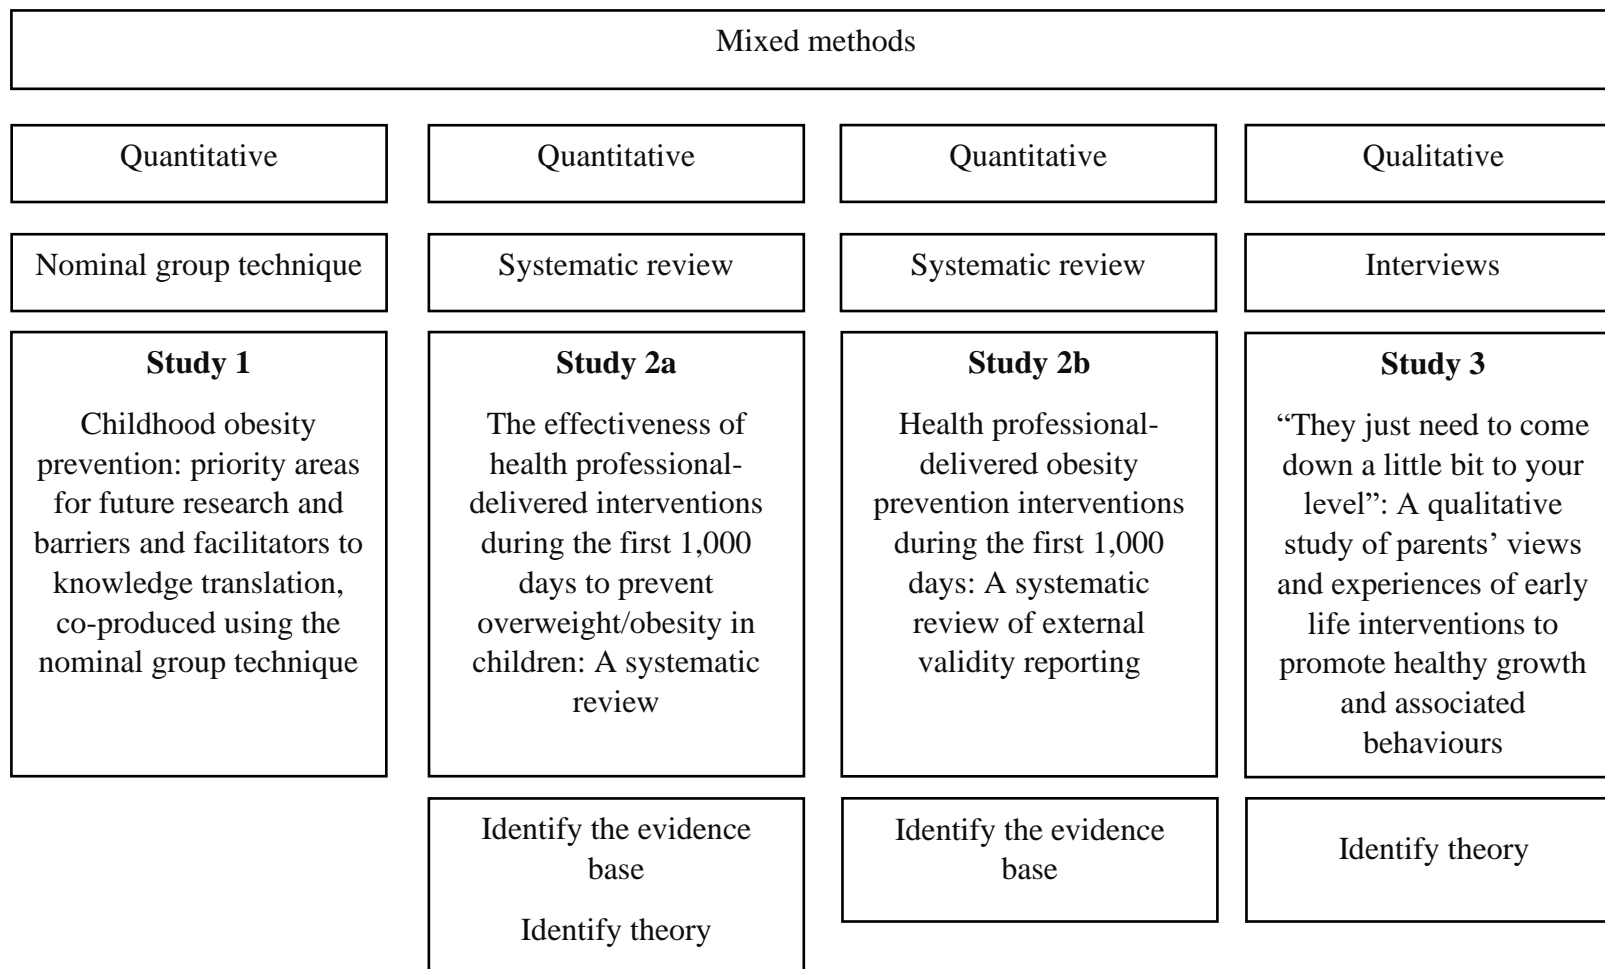 Mixed methods
Quantitative
Quantitative
Quantitative
Qualitative
Nominal group technique
Systematic review
Systematic review
Interviews
Study 1
Childhood obesity
prevention: priority areas
for future research and
barriers and facilitators to
knowledge translation,
co-produced using the
nominal group technique
Study 2a
The effectiveness of
health professional-
delivered interventions
during the first 1,000
days to prevent
overweight/obesity in
children: A systematic
review
Study 2b
Health professional-
delivered obesity
prevention interventions
during the first 1,000
days: A systematic
review of external
validity reporting
Study 3
“They just need to come
down a little bit to your
level”: A qualitative
study of parents’ views
and experiences of early
life interventions to
promote healthy growth
and associated
behaviours
Identify the evidence
base
Identify theory
Identify the evidence
base
Identify theory